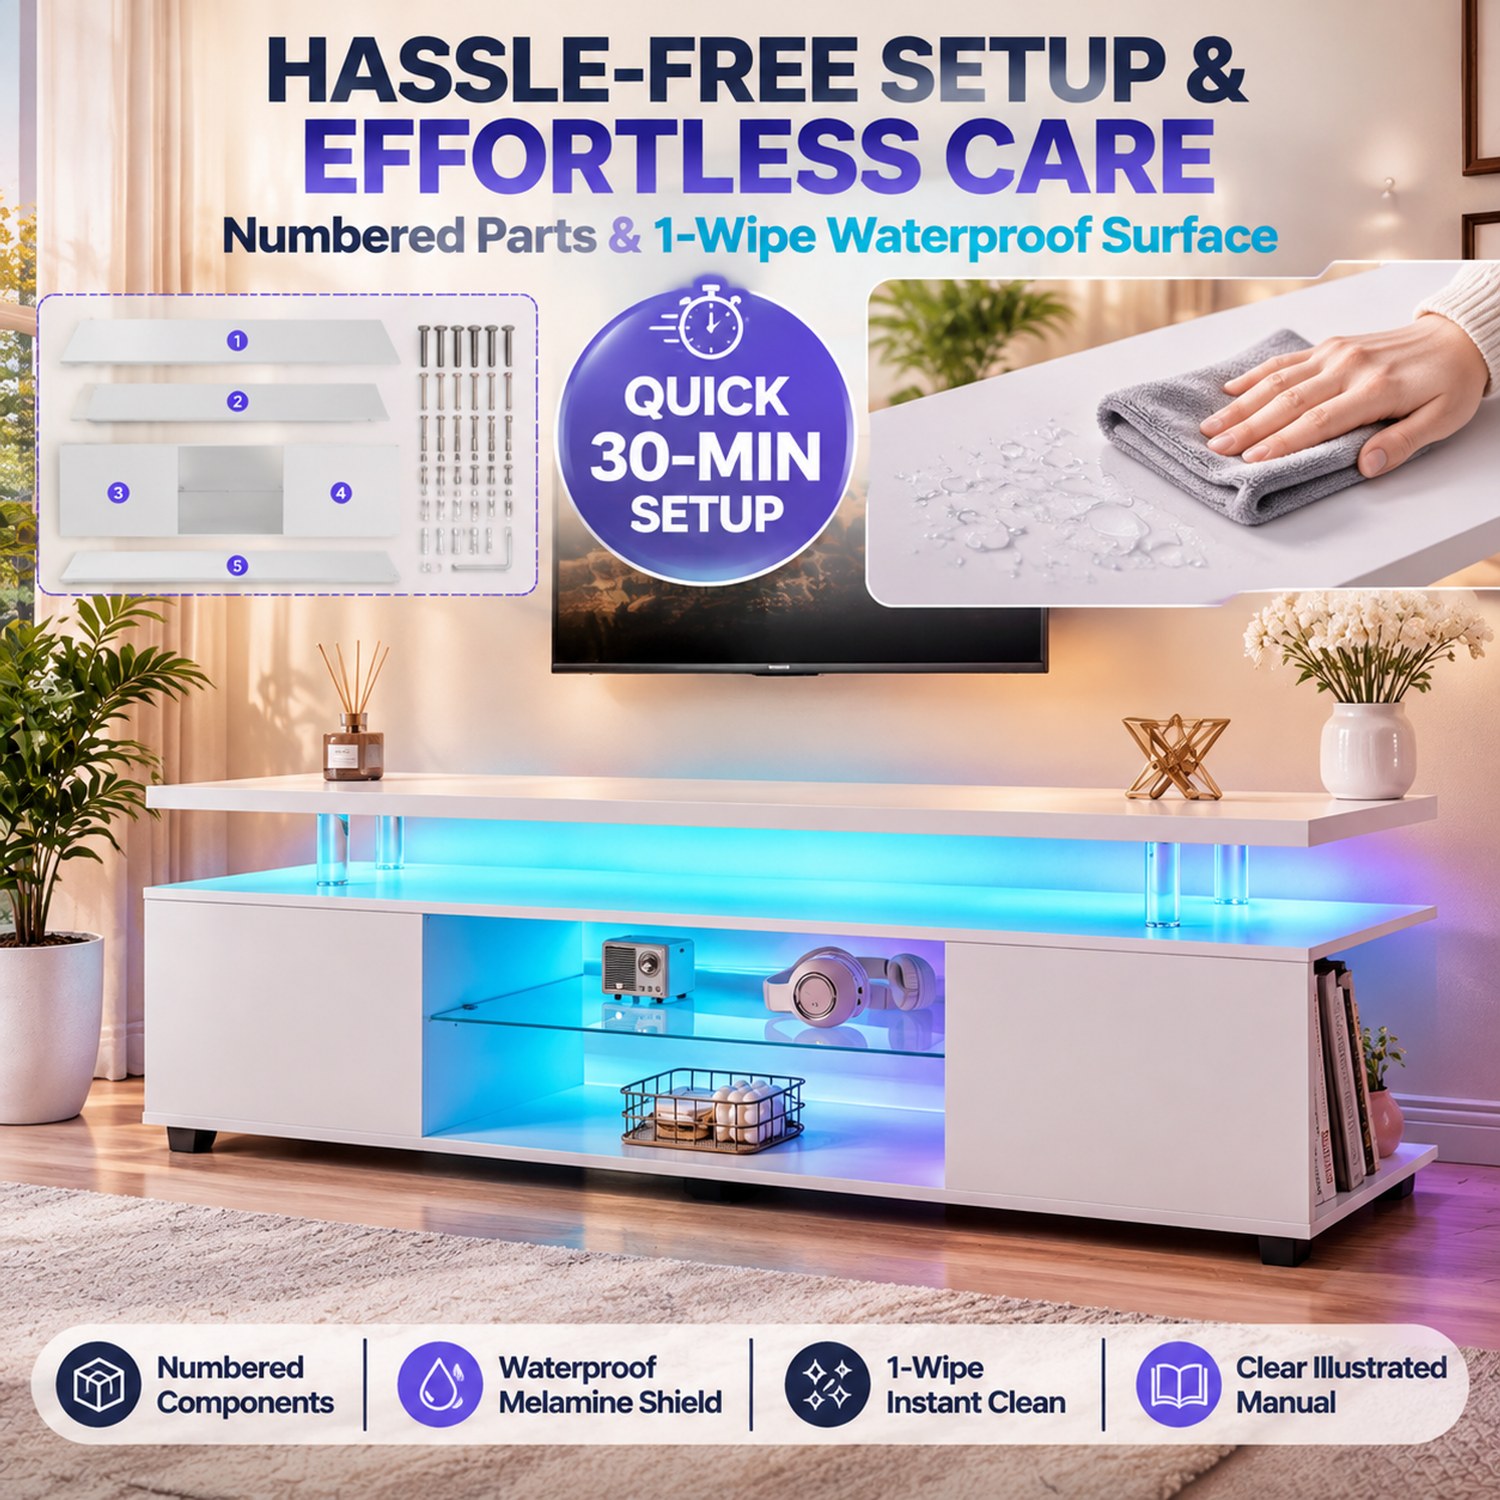 HASSLE-FREE SETUP &
EFFORTLESS CARE
Numbered Parts & 1-Wipe Waterproof Surface
1
2
3
4
5
QUICK
30-MIN
SETUP
Numbered
Components
Waterproof
Melamine Shield
1-Wipe
Instant Clean
Clear Illustrated
Manual